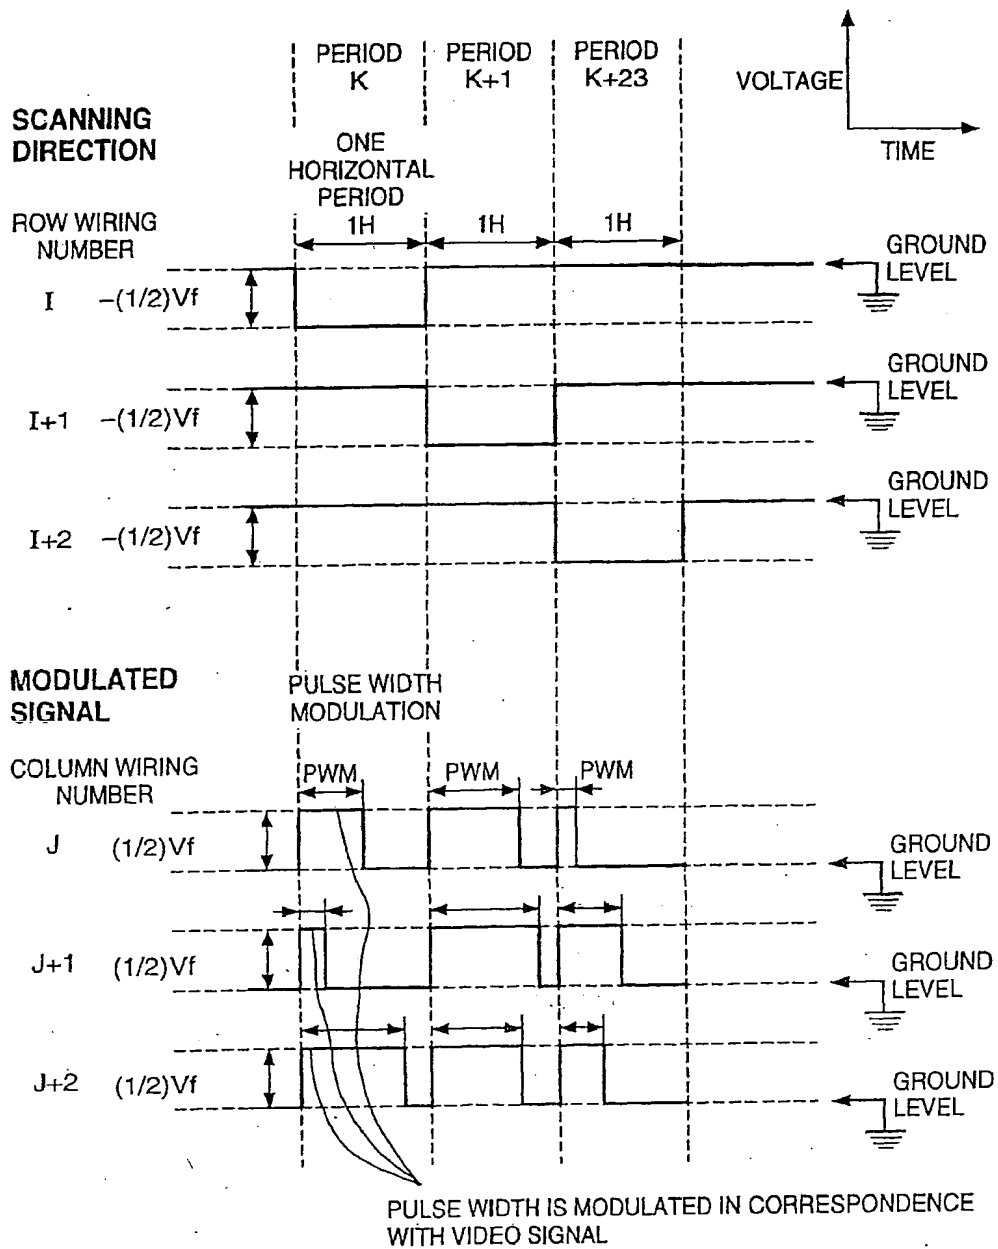 PERIOD K
PERIOD K+1
PERIOD K+23
VOLTAGE
TIME
SCANNING
DIRECTION
ONE
HORIZONTAL
PERIOD
ROW WIRING
NUMBER
1H
1H
1H
GROUND
LEVEL
I -(1/2)Vf
GROUND
LEVEL
I+1 -(1/2)Vf
GROUND
LEVEL
I+2 -(1/2)Vf
MODULATED
SIGNAL
PULSE WIDTH
MODULATION
COLUMN WIRING
NUMBER
PWM
PWM
PWM
J (1/2)Vf
GROUND
LEVEL
J+1 (1/2)Vf
GROUND
LEVEL
J+2 (1/2)Vf
GROUND
LEVEL
PULSE WIDTH IS MODULATED IN CORRESPONDENCE
WITH VIDEO SIGNAL